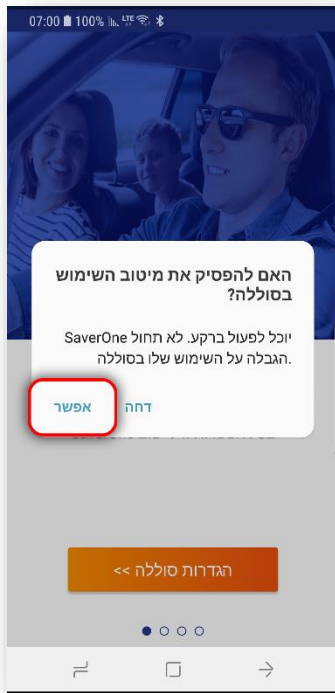 07:00 100% LTE
האם להפסיק את מיטוב השימוש
בסוללה?
יוכל לפעול ברקע. לא תחול SaverOne
הגבלה על השימוש שלו בסוללה.
דחה
אפשר
הגדרות סוללה >>